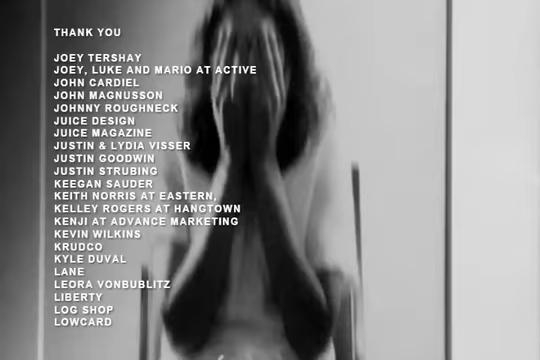 THANK YOU
JOEY TERSHAY
JOEY, LUKE AND MARIO AT ACTIVE
JOHN CARDIEL
JOHN MAGNUSSON
JOHNNY ROUGHNECK
JUICE DESIGN
JUICE MAGAZINE
JUSTIN & LYDIA VISSER
JUSTIN GOODWIN
JUSTIN STRUBING
KEEGAN SAUDER
KEITH NORRIS AT EASTERN,
KELLEY ROGERS AT HANGTOWN
KENJI AT ADVANCE MARKETING
KEVIN WILKINS
KRUDCO
KYLE DUVAL
LANE
LEORA VONBUBLITZ
LIBERTY
LOG SHOP
LOWCARD